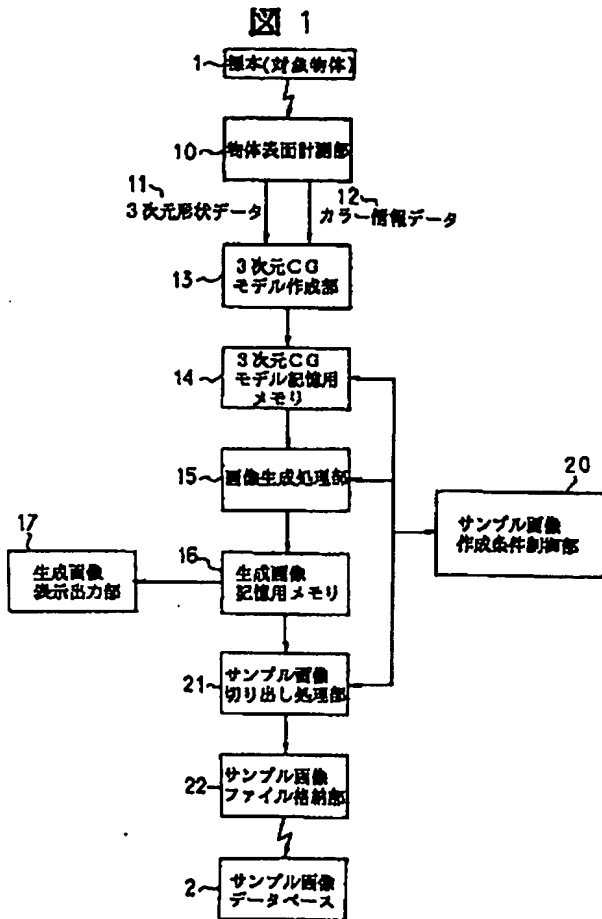 図 1
1 標本(対象物体)
10 物体表面計測部
11
3次元形状データ
12
カラー情報データ
13
3次元CG
モデル作成部
14
3次元CG
モデル記憶用
メモリ
15 画像生成処理部
20
サンプル画像
作成条件制御部
17
生成画像
表示出力部
16
生成画像
記憶用メモリ
21
サンプル画像
切り出し処理部
22
サンプル画像
ファイル格納部
2
サンプル画像
データベース